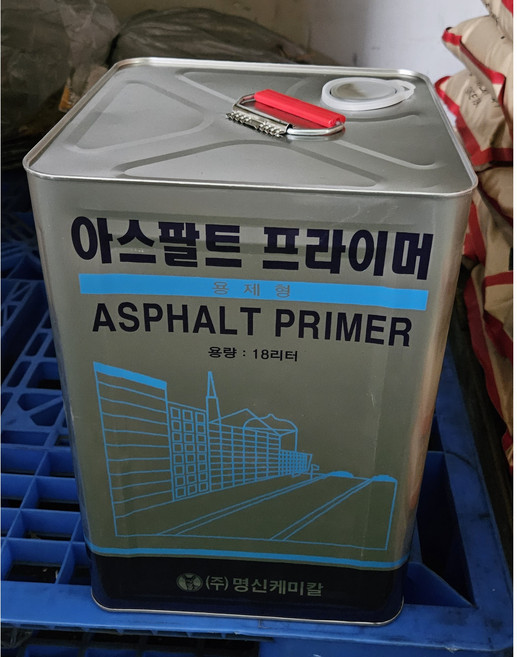 아스팔트 프라이머
용제형
ASPHALT PRIMER
용량 : 18리터
(주)명신케미칼